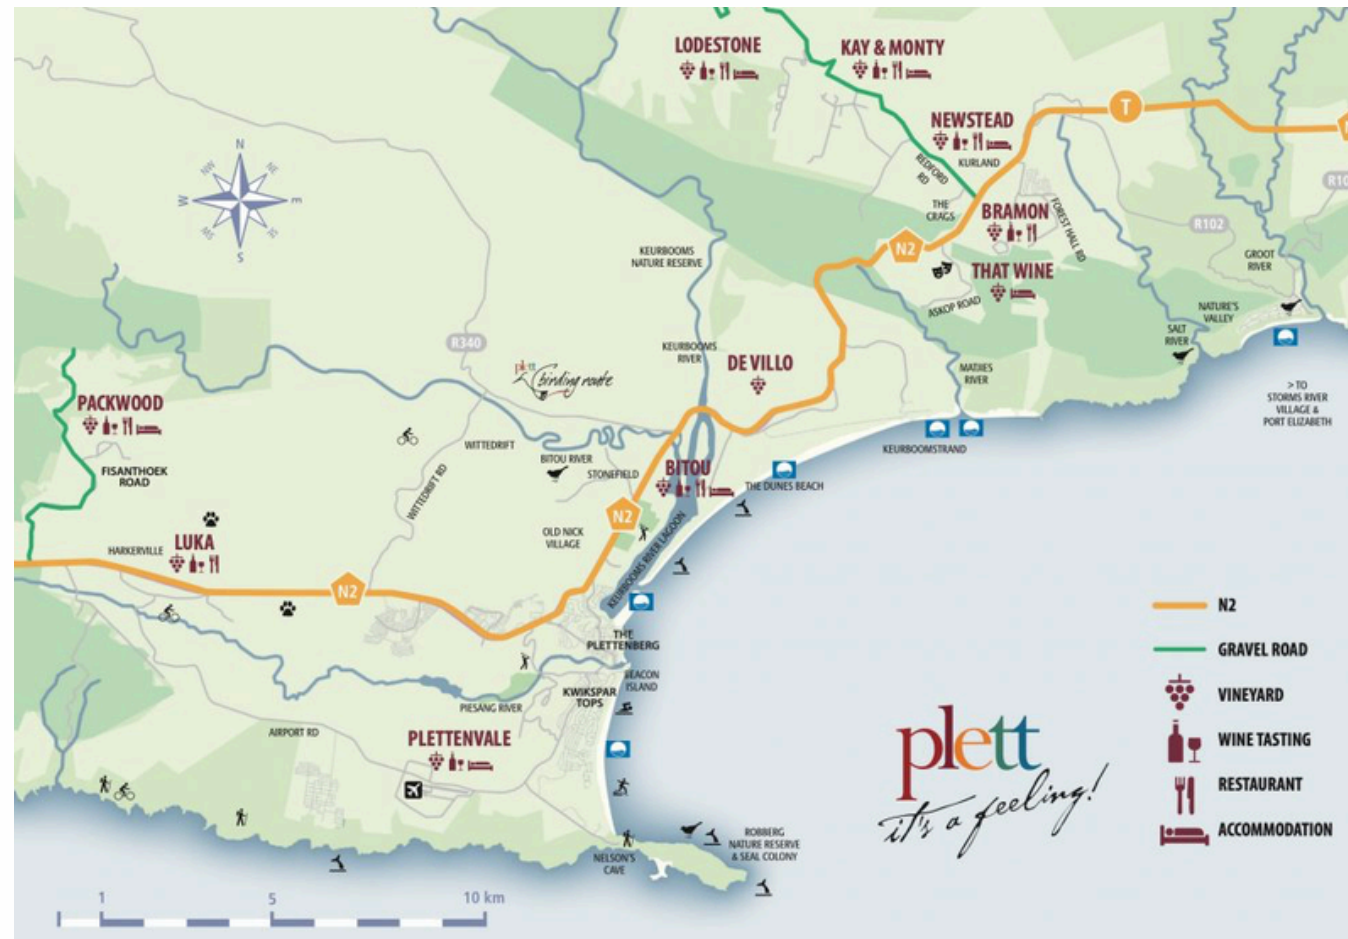 LODESTONE
KAY & MONTY
NEWSTEAD
KURLAND
REDFORD
RD
THE
CRAGS
BRAMON
FOREST HALL RD
T
N2
THAT WINE
ASKOP ROAD
R102
GROOT
RIVER
NATURE'S
VALLEY
SALT
RIVER
> TO
STORMS RIVER
VILLAGE &
PORT ELIZABETH
MATJIES
RIVER
KEURBOOMSTRAND
N
NE
E
SE
S
SW
W
NW
KEURBOOMS
NATURE RESERVE
KEURBOOMS
RIVER
DE VILLO
R340
plett
birding route
PACKWOOD
FISANTHOEK
ROAD
WITTEDRIFT
WITTEDRIFT RD
BITOU RIVER
STONEFIELD
BITOU
THE DUNES BEACH
N2
OLD NICK
VILLAGE
KEURBOOMS RIVER LAGOON
HARKERVILLE
LUKA
N2
THE
PLETTENBERG
BEACON
ISLAND
KWIKSPAR
TOPS
PIESANG RIVER
AIRPORT RD
PLETTENVALE
ROBBERG
NATURE RESERVE
& SEAL COLONY
NELSON'S
CAVE
1 5 10 km
plett
it's a feeling!
N2
GRAVEL ROAD
VINEYARD
WINE TASTING
RESTAURANT
ACCOMMODATION